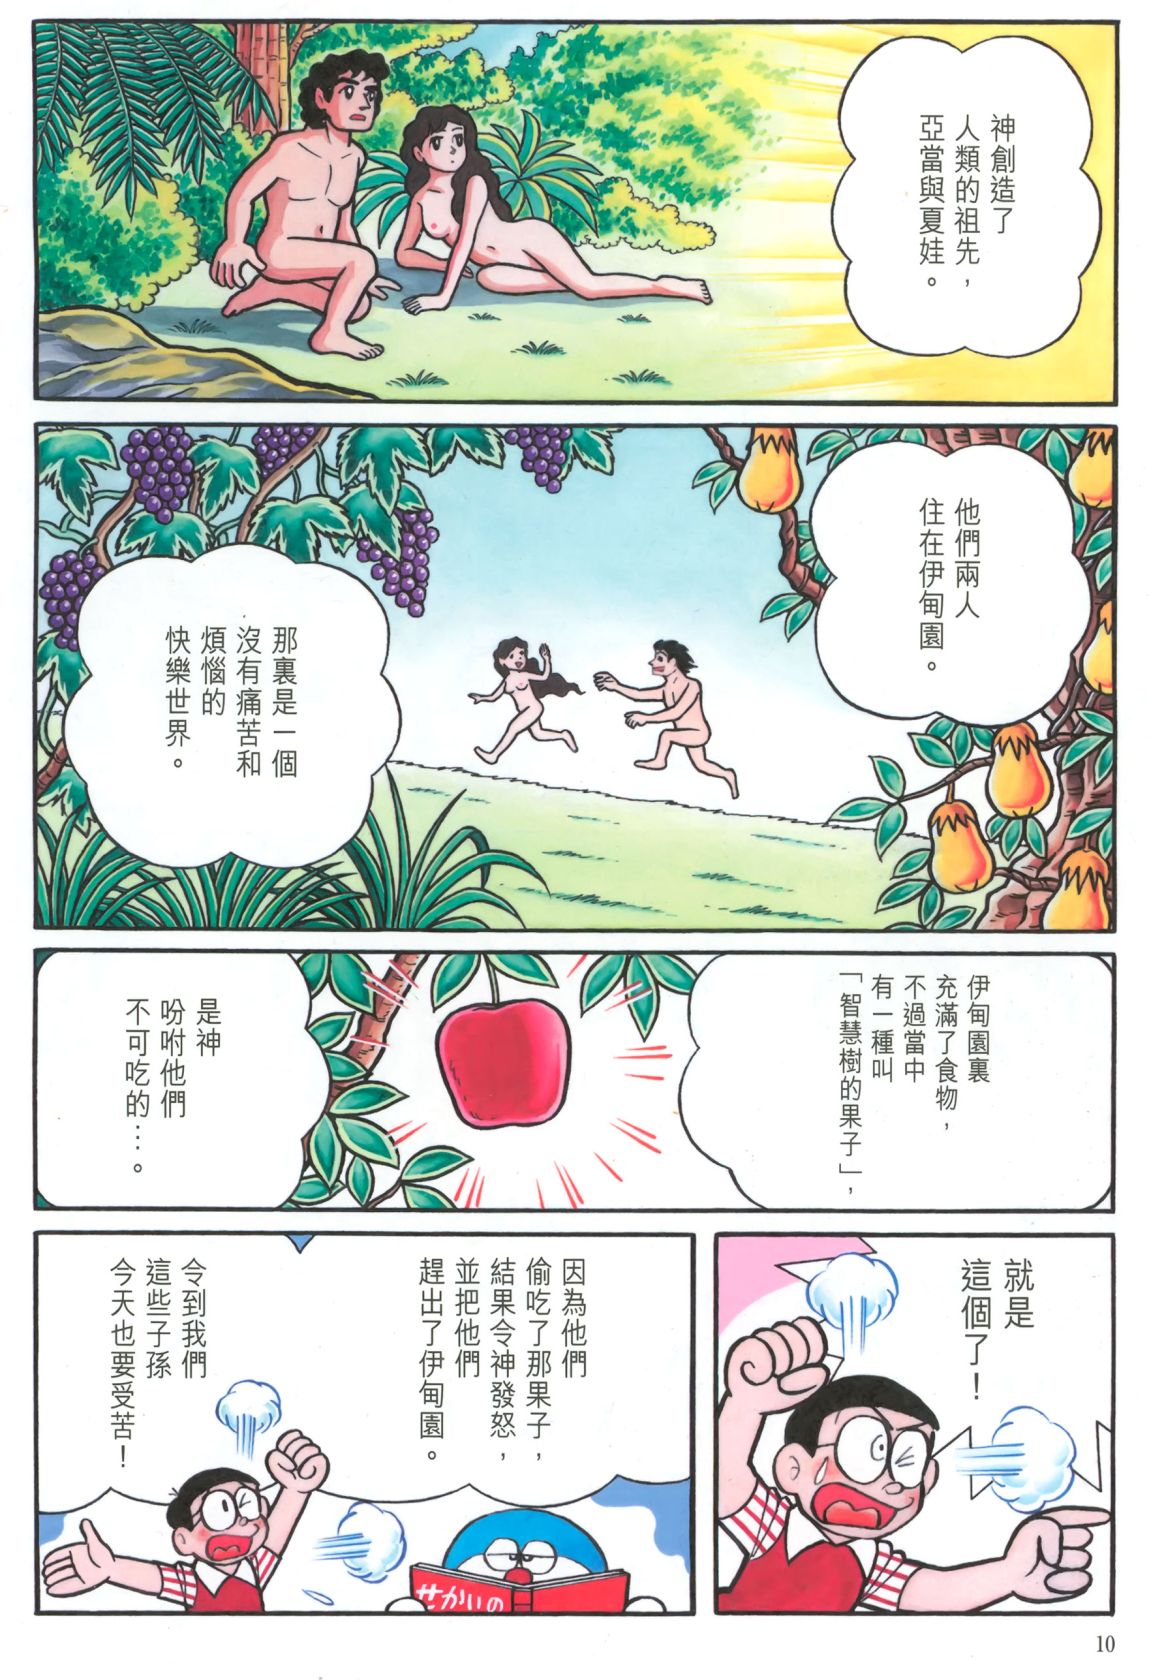 神創造了
人類的祖先，
亞當與夏娃。
他們兩人
住在伊甸園。
那裏是一個
沒有痛苦和
煩惱的
快樂世界。
伊甸園裏
充滿了食物，
不過當中
有一種叫
「智慧樹的果子」，
是神
吩咐他們
不可吃的…。
就是
這個了！
因為他們
偷吃了那果子，
結果令神發怒，
並把他們
趕出了伊甸園。
令到我們
這些子孫
今天也要受苦！
せかいの
10